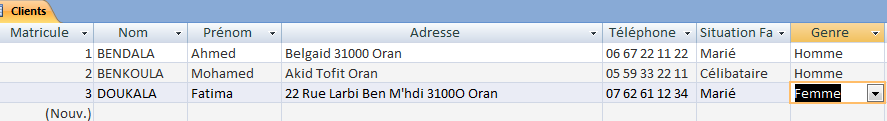 Clients
Matricule Nom Prénom Adresse Téléphone Situation Fa Genre
1 BENDALA Ahmed Belgaid 31000 Oran 06 67 22 11 22 Marié Homme
2 BENKOULA Mohamed Akid Tofit Oran 05 59 33 22 11 Célibataire Homme
3 DOUKALA Fatima 22 Rue Larbi Ben M'hdi 3100O Oran 07 62 61 12 34 Marié Femme
(Nouv.)